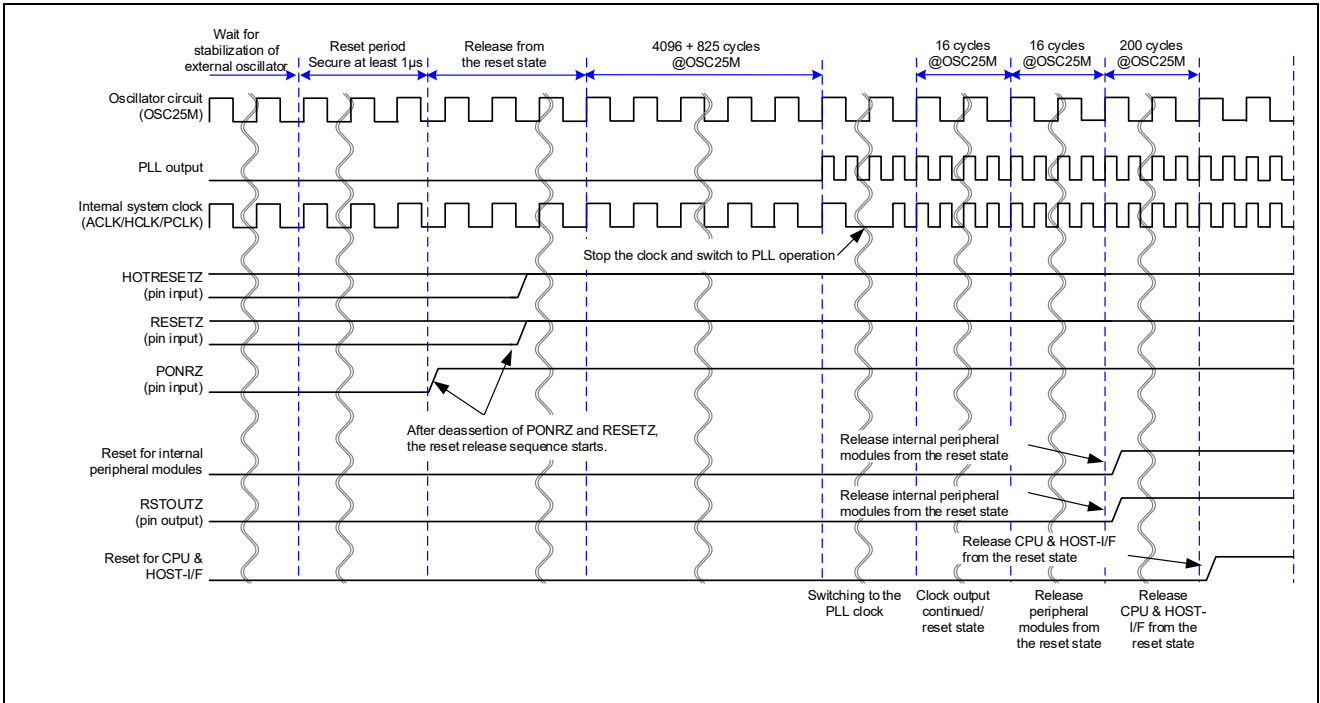 Wait for
stabilization of
external oscillator
Reset period
Secure at least 1µs
Release from
the reset state
4096 + 825 cycles
@OSC25M
16 cycles
@OSC25M
16 cycles
@OSC25M
200 cycles
@OSC25M
Oscillator circuit
(OSC25M)
PLL output
Internal system clock
(ACLK/HCLK/PCLK)
Stop the clock and switch to PLL operation
HOTRESETZ
(pin input)
RESETZ
(pin input)
PONRZ
(pin input)
After deassertion of PONRZ and RESETZ,
the reset release sequence starts.
Reset for internal
peripheral modules
Release internal peripheral
modules from the reset state
RSTOUTZ
(pin output)
Release internal peripheral
modules from the reset state
Reset for CPU &
HOST-I/F
Release CPU & HOST-I/F
from the reset state
Switching to the
PLL clock
Clock output
continued/
reset state
Release
peripheral
modules from
the reset state
Release
CPU & HOST-
I/F from the
reset state